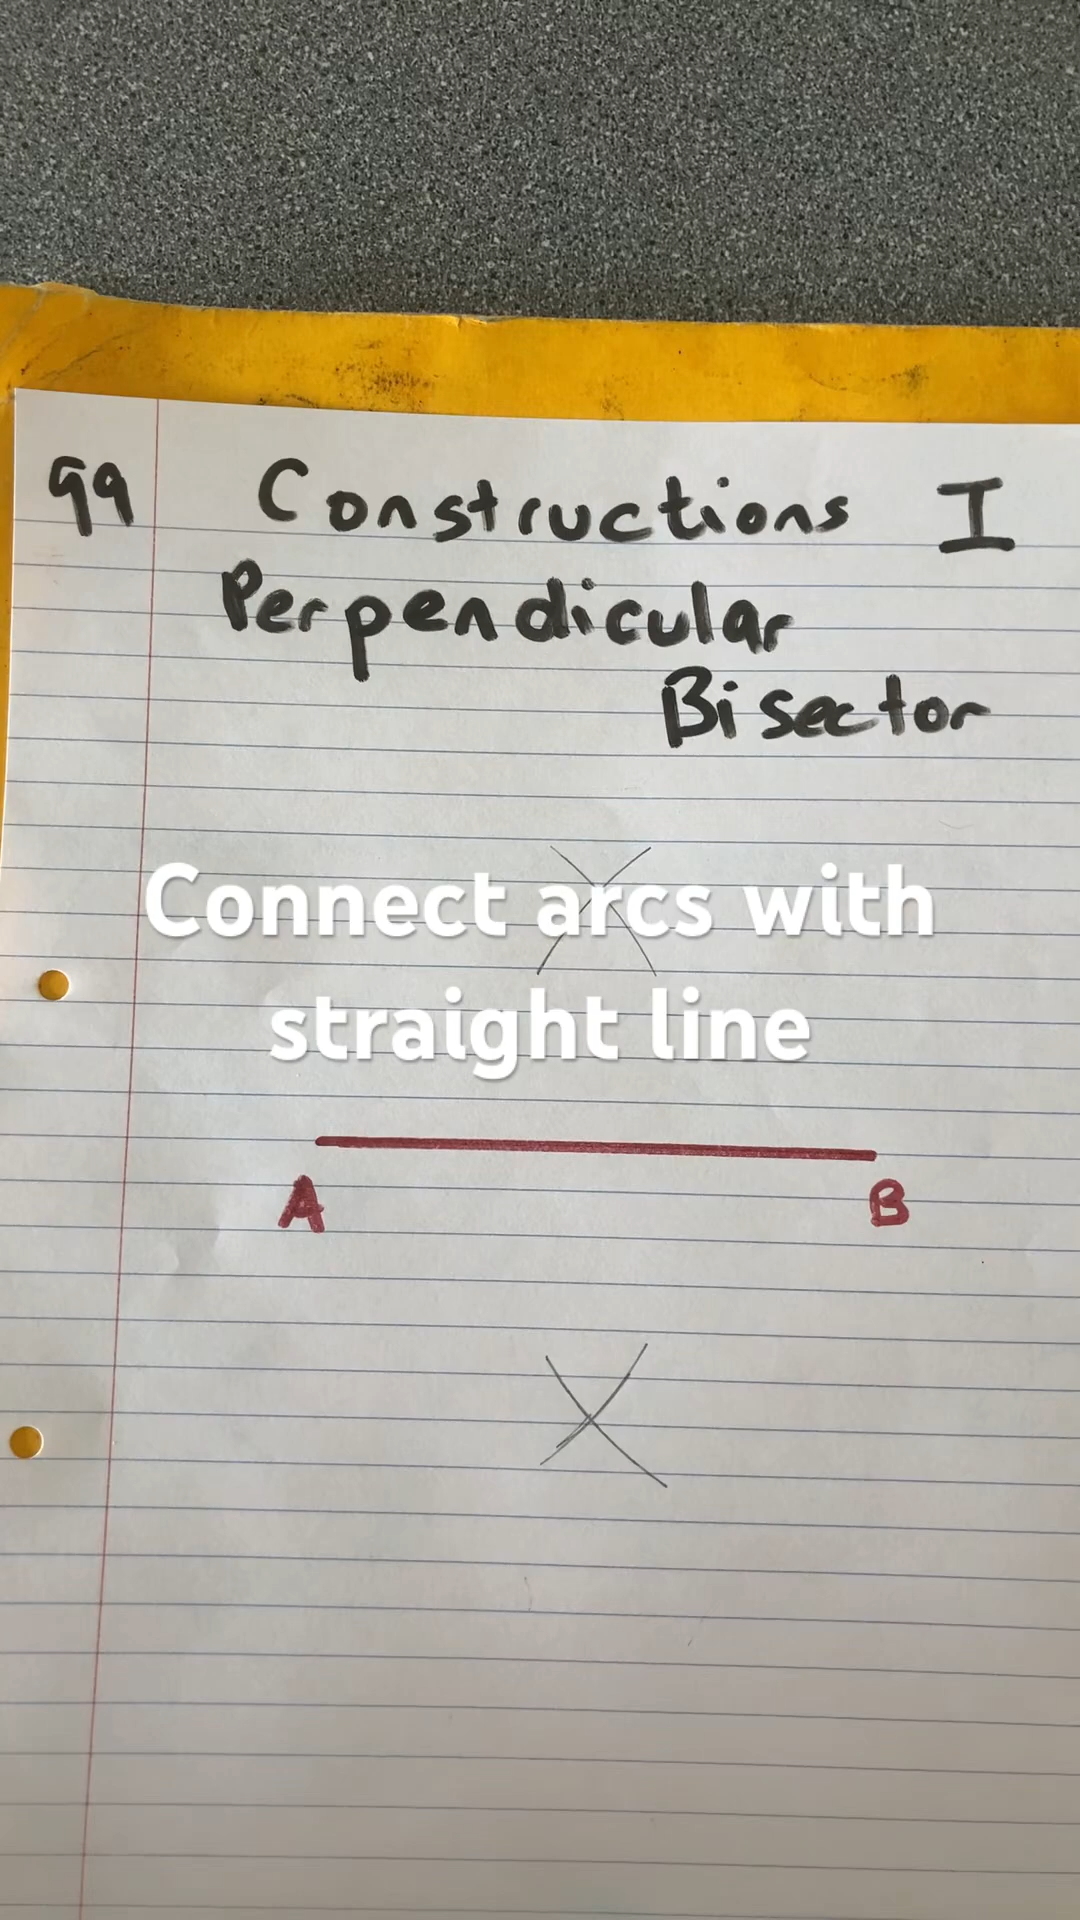 99 Constructions I
Perpendicular
Bisector
Connect arcs with
straight line
A B